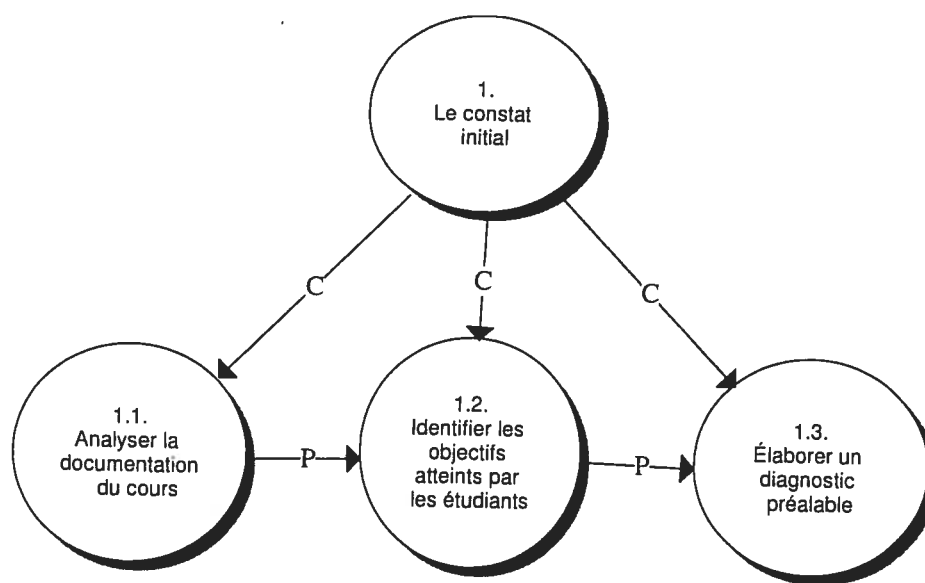 1.
Le constat
initial
C
C
C
1.1.
Analyser la
documentation
du cours
P
1.2.
Identifier les
objectifs
atteints par
les étudiants
P
1.3.
Élaborer un
diagnostic
préalable